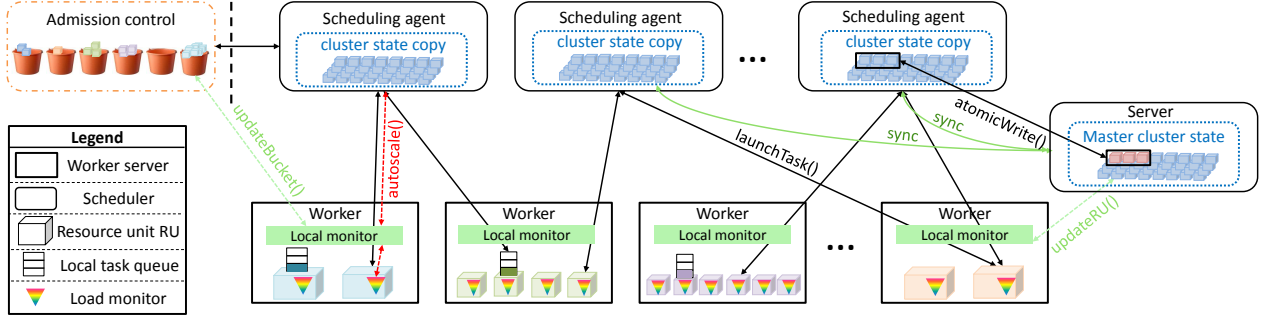 Admission control
Scheduling agent
cluster state copy
Scheduling agent
cluster state copy
...
Scheduling agent
cluster state copy
Server
Master cluster state
updateBucket()
autoscale()
launchTask()
sync
sync
atomicWrite()
updateRU()
Legend
Worker server
Scheduler
Resource unit RU
Local task queue
Load monitor
Worker
Local monitor
Worker
Local monitor
Worker
Local monitor
...
Worker
Local monitor